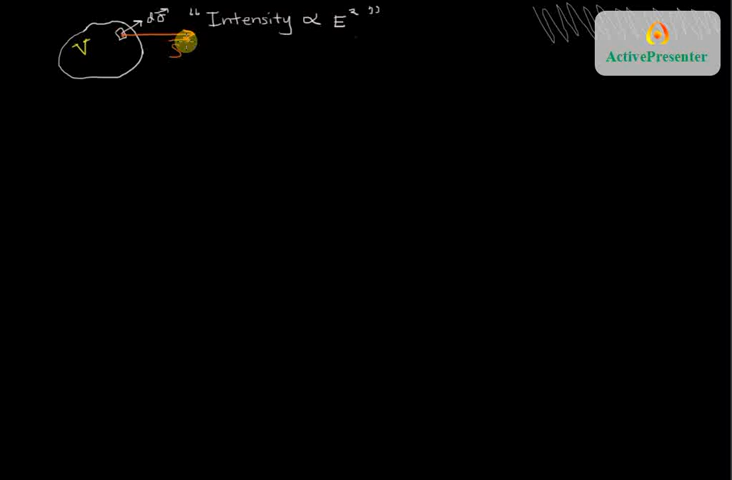 dσ⃗ “ Intensity ∝ E² ”
V
S
ActivePresenter